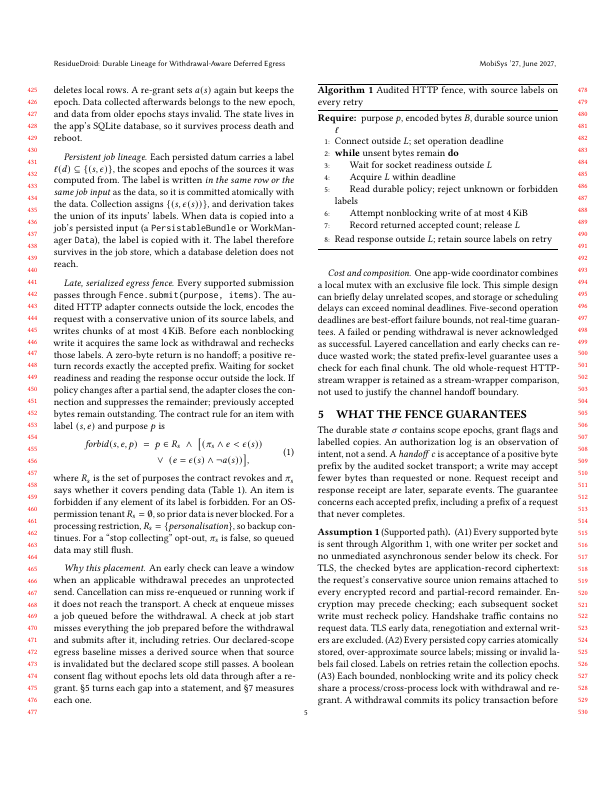 ResidueDroid: Durable Lineage for Withdrawal-Aware Deferred Egress
MobiSys '27, June 2027,
425 deletes local rows. A re-grant sets a(s) again but keeps the
426 epoch. Data collected afterwards belongs to the new epoch,
427 and data from older epochs stays invalid. The state lives in
428 the app's SQLite database, so it survives process death and
429 reboot.
430
431 Persistent job lineage. Each persisted datum carries a label
432 ℓ(d) ⊆ {(s, ϵ)}, the scopes and epochs of the sources it was
433 computed from. The label is written in the same row or the
434 same job input as the data, so it is committed atomically with
435 the data. Collection assigns {(s, ϵ(s))}, and derivation takes
436 the union of its inputs' labels. When data is copied into a
437 job's persisted input (a PersistableBundle or WorkMan-
438 ager Data), the label is copied with it. The label therefore
439 survives in the job store, which a database deletion does not
440 reach.
441 Late, serialized egress fence. Every supported submission
442 passes through Fence.submit(purpose, items). The au-
443 dited HTTP adapter connects outside the lock, encodes the
444 request with a conservative union of its source labels, and
445 writes chunks of at most 4 KiB. Before each nonblocking
446 write it acquires the same lock as withdrawal and rechecks
447 those labels. A zero-byte return is no handoff; a positive re-
448 turn records exactly the accepted prefix. Waiting for socket
449 readiness and reading the response occur outside the lock. If
450 policy changes after a partial send, the adapter closes the con-
451 nection and suppresses the remainder; previously accepted
452 bytes remain outstanding. The contract rule for an item with
453 label (s, e) and purpose p is
454 forbid(s, e, p) = p ∈ Rs ∧ [(πs ∧ e < ϵ(s))
455 (1)
456 ∨ (e = ϵ(s) ∧ ¬a(s))],
457 where Rs is the set of purposes the contract revokes and πs
458 says whether it covers pending data (Table 1). An item is
459 forbidden if any element of its label is forbidden. For an OS-
460 permission tenant Rs = ∅, so prior data is never blocked. For a
461 processing restriction, Rs = {personalisation}, so backup con-
462 tinues. For a “stop collecting” opt-out, πs is false, so queued
463 data may still flush.
464
465 Why this placement. An early check can leave a window
466 when an applicable withdrawal precedes an unprotected
467 send. Cancellation can miss re-enqueued or running work if
468 it does not reach the transport. A check at enqueue misses
469 a job queued before the withdrawal. A check at job start
470 misses everything the job prepared before the withdrawal
471 and submits after it, including retries. Our declared-scope
472 egress baseline misses a derived source when that source
473 is invalidated but the declared scope still passes. A boolean
474 consent flag without epochs lets old data through after a re-
475 grant. §5 turns each gap into a statement, and §7 measures
476 each one.
477
Algorithm 1 Audited HTTP fence, with source labels on 478
every retry 479
Require: purpose p, encoded bytes B, durable source union 480
ℓ 481
1: Connect outside L; set operation deadline 482
2: while unsent bytes remain do 483
3: Wait for socket readiness outside L 484
4: Acquire L within deadline 485
5: Read durable policy; reject unknown or forbidden 486
labels 487
6: Attempt nonblocking write of at most 4 KiB 488
7: Record returned accepted count; release L 489
8: Read response outside L; retain source labels on retry 490
491
492
Cost and composition. One app-wide coordinator combines 493
a local mutex with an exclusive file lock. This simple design 494
can briefly delay unrelated scopes, and storage or scheduling 495
delays can exceed nominal deadlines. Five-second operation 496
deadlines are best-effort failure bounds, not real-time guaran- 497
tees. A failed or pending withdrawal is never acknowledged 498
as successful. Layered cancellation and early checks can re- 499
duce wasted work; the stated prefix-level guarantee uses a 500
check for each final chunk. The old whole-request HTTP- 501
stream wrapper is retained as a stream-wrapper comparison, 502
not used to justify the channel handoff boundary. 503
504
5 WHAT THE FENCE GUARANTEES 505
The durable state σ contains scope epochs, grant flags and 506
labelled copies. An authorization log is an observation of 507
intent, not a send. A handoff c is acceptance of a positive byte 508
prefix by the audited socket transport; a write may accept 509
fewer bytes than requested or none. Request receipt and 510
response receipt are later, separate events. The guarantee 511
concerns each accepted prefix, including a prefix of a request 512
that never completes. 513
514
Assumption 1 (Supported path). (A1) Every supported byte 515
is sent through Algorithm 1, with one writer per socket and 516
no unmediated asynchronous sender below its check. For 517
TLS, the checked bytes are application-record ciphertext: 518
the request's conservative source union remains attached to 519
every encrypted record and partial-record remainder. En- 520
cryption may precede checking; each subsequent socket 521
write must recheck policy. Handshake traffic contains no 522
request data. TLS early data, renegotiation and external writ- 523
ers are excluded. (A2) Every persisted copy carries atomically 524
stored, over-approximate source labels; missing or invalid la- 525
bels fail closed. Labels on retries retain the collection epochs. 526
(A3) Each bounded, nonblocking write and its policy check 527
share a process/cross-process lock with withdrawal and re- 528
grant. A withdrawal commits its policy transaction before 529
530
5